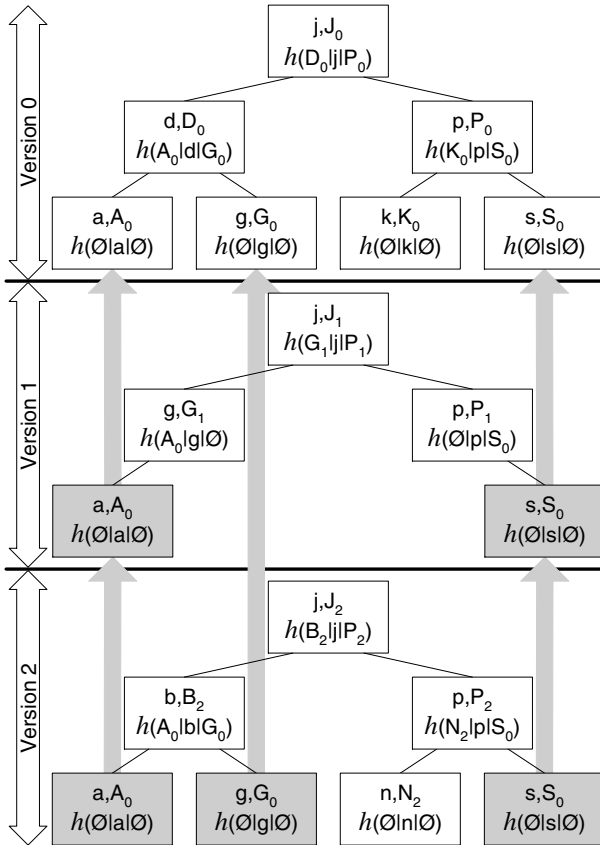 Version 0
j,J₀
h(D₀|j|P₀)
d,D₀
h(A₀|d|G₀)
p,P₀
h(K₀|p|S₀)
a,A₀
h(Ø|a|Ø)
g,G₀
h(Ø|g|Ø)
k,K₀
h(Ø|k|Ø)
s,S₀
h(Ø|s|Ø)
Version 1
j,J₁
h(G₁|j|P₁)
g,G₁
h(A₀|g|Ø)
p,P₁
h(Ø|p|S₀)
a,A₀
h(Ø|a|Ø)
s,S₀
h(Ø|s|Ø)
Version 2
j,J₂
h(B₂|j|P₂)
b,B₂
h(A₀|b|G₀)
p,P₂
h(N₂|p|S₀)
a,A₀
h(Ø|a|Ø)
g,G₀
h(Ø|g|Ø)
n,N₂
h(Ø|n|Ø)
s,S₀
h(Ø|s|Ø)